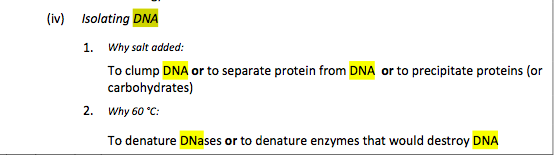 (iv) Isolating DNA
1. Why salt added:
To clump DNA or to separate protein from DNA or to precipitate proteins (or
carbohydrates)
2. Why 60 °C:
To denature DNases or to denature enzymes that would destroy DNA